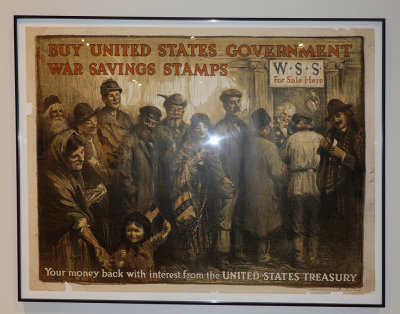 BUY UNITED STATES GOVERNMENT
WAR SAVINGS STAMPS
W·S·S
For Sale Here
Your money back with interest from the UNITED STATES TREASURY